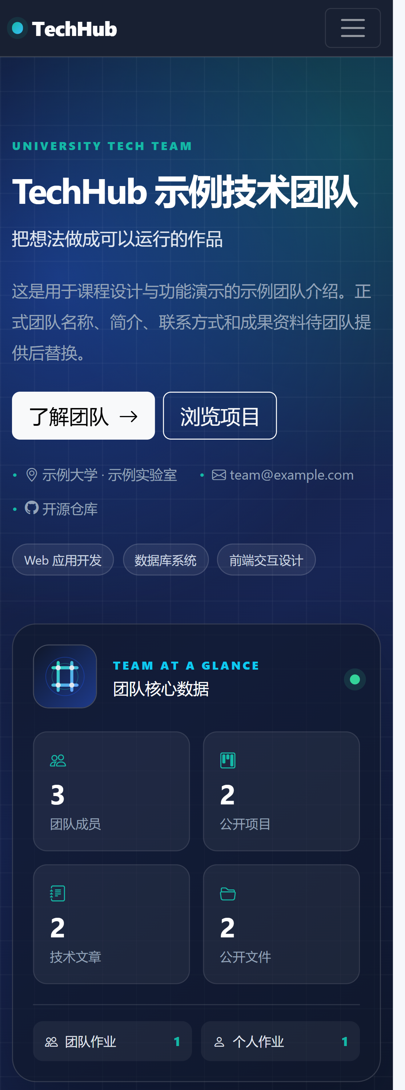 TechHub
UNIVERSITY TECH TEAM
TechHub 示例技术团队
把想法做成可以运行的作品
这是用于课程设计与功能演示的示例团队介绍。正
式团队名称、简介、联系方式和成果资料待团队提
供后替换。
了解团队 → 浏览项目
• 示例大学 · 示例实验室 • team@example.com
• 开源仓库
Web 应用开发 数据库系统 前端交互设计
TEAM AT A GLANCE
团队核心数据
3 2
团队成员 公开项目
2 2
技术文章 公开文件
团队作业 1 个人作业 1